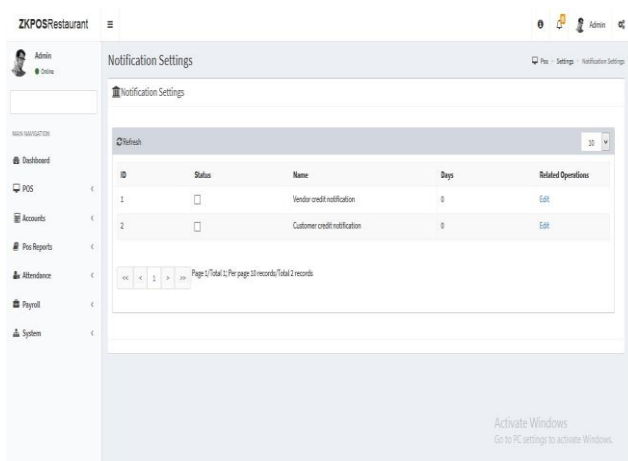 ZKPOSRestaurant
Admin
Admin
Online
Notification Settings
Pos > Settings > Notification Settings
Notification Settings
MAIN NAVIGATION
Dashboard
POS
Accounts
Pos Reports
Attendance
Payroll
System
Refresh
10
ID Status Name Days Related Operations
1 Vendor credit notification 0 Edit
2 Customer credit notification 0 Edit
<< < 1 > >> Page 1/Total 1; Per page 10 records/Total 2 records
Activate Windows
Go to PC settings to activate Windows.